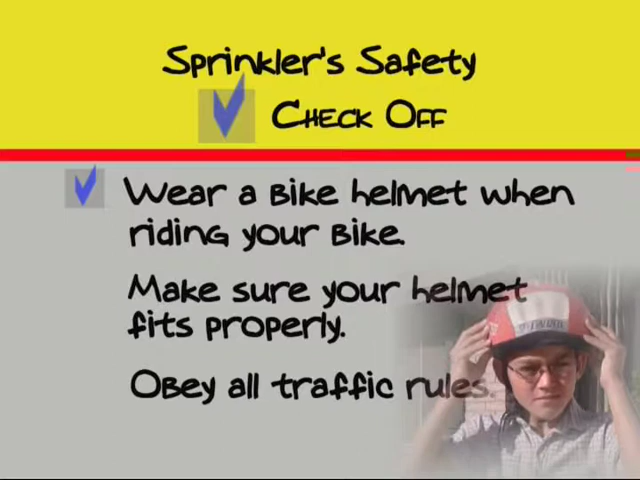 Sprinkler's Safety
Check Off
Wear a bike helmet when
riding your bike.
Make sure your helmet
fits properly.
Obey all traffic rules.